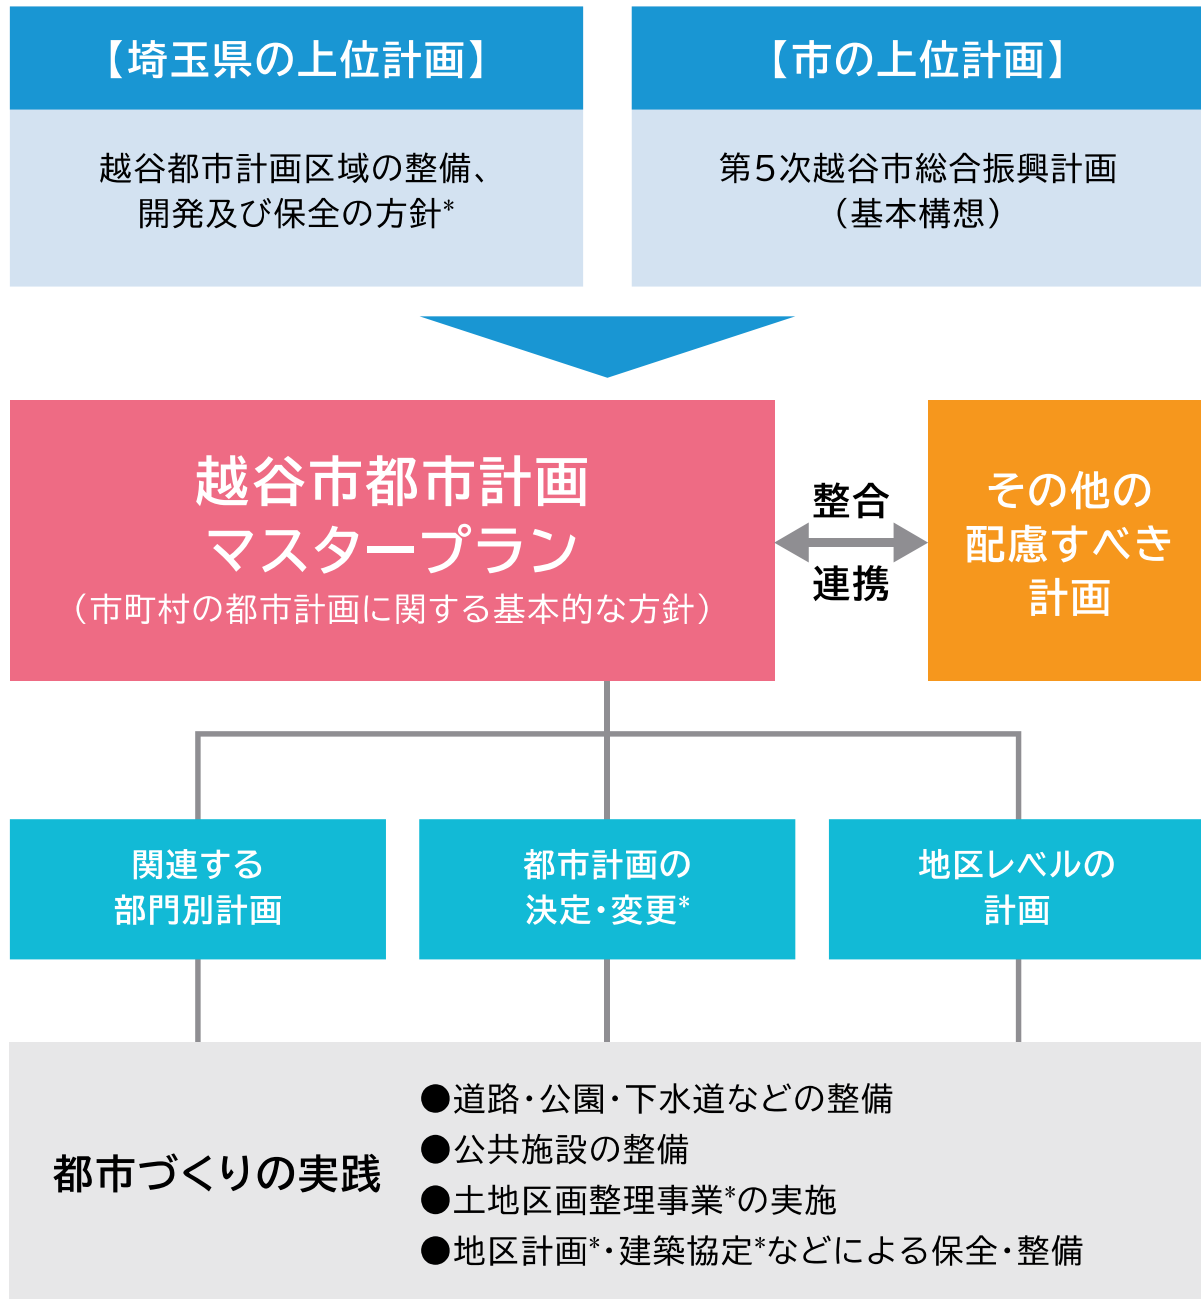 【埼玉県の上位計画】
越谷都市計画区域の整備、
開発及び保全の方針*
【市の上位計画】
第5次越谷市総合振興計画
（基本構想）
越谷市都市計画
マスタープラン
（市町村の都市計画に関する基本的な方針）
整合
連携
その他の
配慮すべき
計画
関連する
部門別計画
都市計画の
決定・変更*
地区レベルの
計画
都市づくりの実践
●道路・公園・下水道などの整備
●公共施設の整備
●土地区画整理事業*の実施
●地区計画*・建築協定*などによる保全・整備